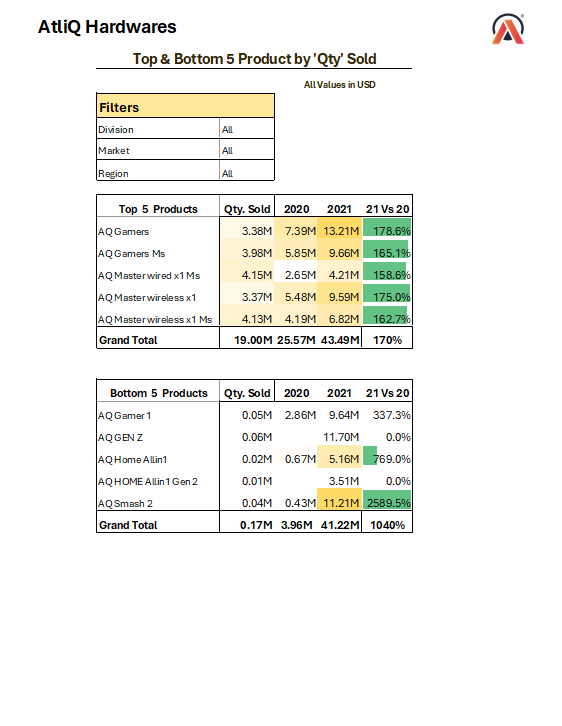 AtliQ Hardwares
Top & Bottom 5 Product by 'Qty' Sold
All Values in USD
Filters
Division All
Market All
Region All
Top 5 Products Qty. Sold 2020 2021 21 Vs 20
AQ Gamers 3.38M 7.39M 13.21M 178.6%
AQ Gamers Ms 3.98M 5.85M 9.66M 165.1%
AQ Master wired x1 Ms 4.15M 2.65M 4.21M 158.6%
AQ Master wireless x1 3.37M 5.48M 9.59M 175.0%
AQ Master wireless x1 Ms 4.13M 4.19M 6.82M 162.7%
Grand Total 19.00M 25.57M 43.49M 170%
Bottom 5 Products Qty. Sold 2020 2021 21 Vs 20
AQ Gamer 1 0.05M 2.86M 9.64M 337.3%
AQ GEN Z 0.06M 11.70M 0.0%
AQ Home Allin1 0.02M 0.67M 5.16M 769.0%
AQ HOME Allin1 Gen 2 0.01M 3.51M 0.0%
AQ Smash 2 0.04M 0.43M 11.21M 2589.5%
Grand Total 0.17M 3.96M 41.22M 1040%